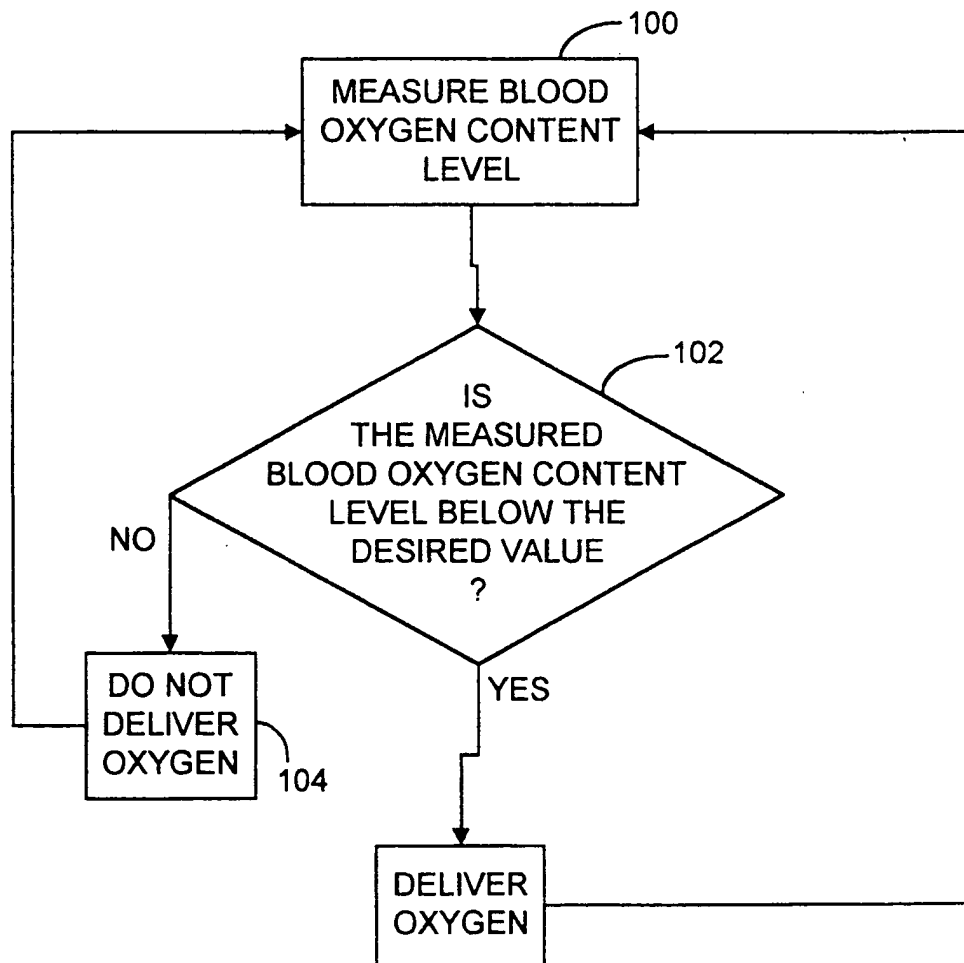 100
MEASURE BLOOD
OXYGEN CONTENT
LEVEL
102
IS
THE MEASURED
BLOOD OXYGEN CONTENT
LEVEL BELOW THE
DESIRED VALUE
?
NO
YES
DO NOT
DELIVER
OXYGEN
104
DELIVER
OXYGEN